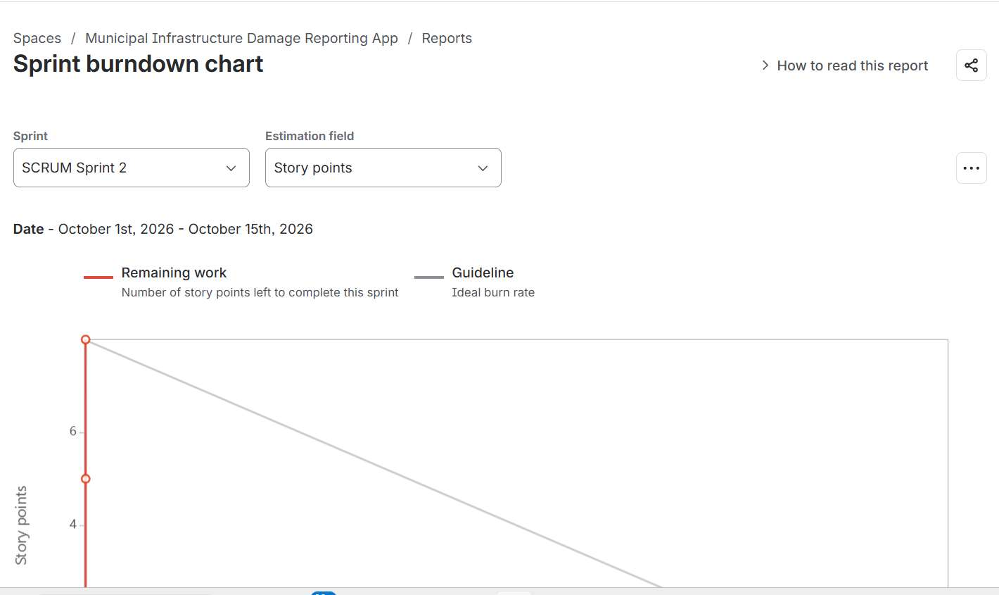 Spaces / Municipal Infrastructure Damage Reporting App / Reports
Sprint burndown chart
How to read this report
Sprint
Estimation field
SCRUM Sprint 2
Story points
Date - October 1st, 2026 - October 15th, 2026
Remaining work
Number of story points left to complete this sprint
Guideline
Ideal burn rate
6
4
Story points